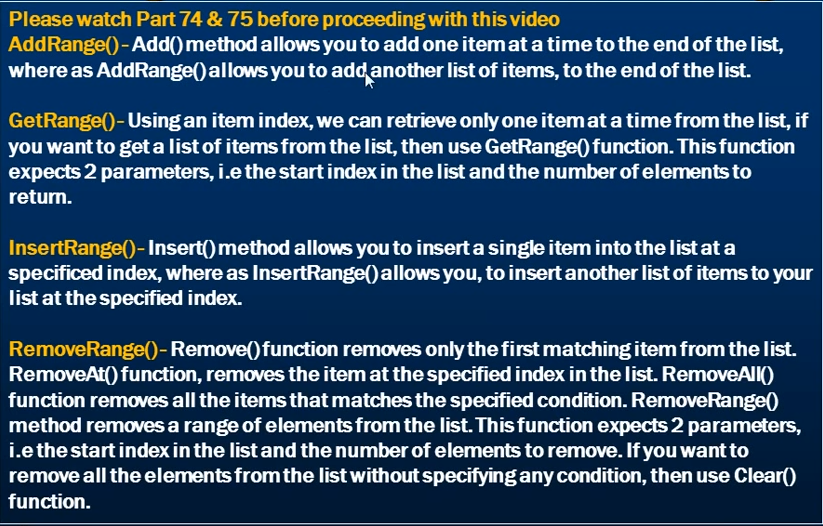 Please watch Part 74 & 75 before proceeding with this video
AddRange() - Add() method allows you to add one item at a time to the end of the list,
where as AddRange() allows you to add another list of items, to the end of the list.
GetRange() - Using an item index, we can retrieve only one item at a time from the list, if
you want to get a list of items from the list, then use GetRange() function. This function
expects 2 parameters, i.e the start index in the list and the number of elements to
return.
InsertRange() - Insert() method allows you to insert a single item into the list at a
specificed index, where as InsertRange() allows you, to insert another list of items to your
list at the specified index.
RemoveRange() - Remove() function removes only the first matching item from the list.
RemoveAt() function, removes the item at the specified index in the list. RemoveAll()
function removes all the items that matches the specified condition. RemoveRange()
method removes a range of elements from the list. This function expects 2 parameters,
i.e the start index in the list and the number of elements to remove. If you want to
remove all the elements from the list without specifying any condition, then use Clear()
function.